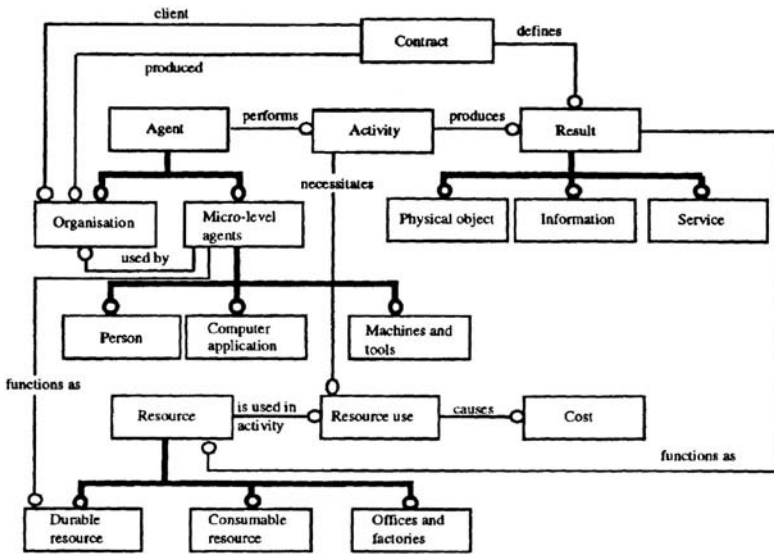 client
Contract
defines
produced
Agent
performs
Activity
produces
Result
necessitates
Organisation
Micro-level
agents
Physical object
Information
Service
used by
Person
Computer
application
Machines and
tools
functions as
Resource
is used in
activity
Resource use
causes
Cost
functions as
Durable
resource
Consumable
resource
Offices and
factories